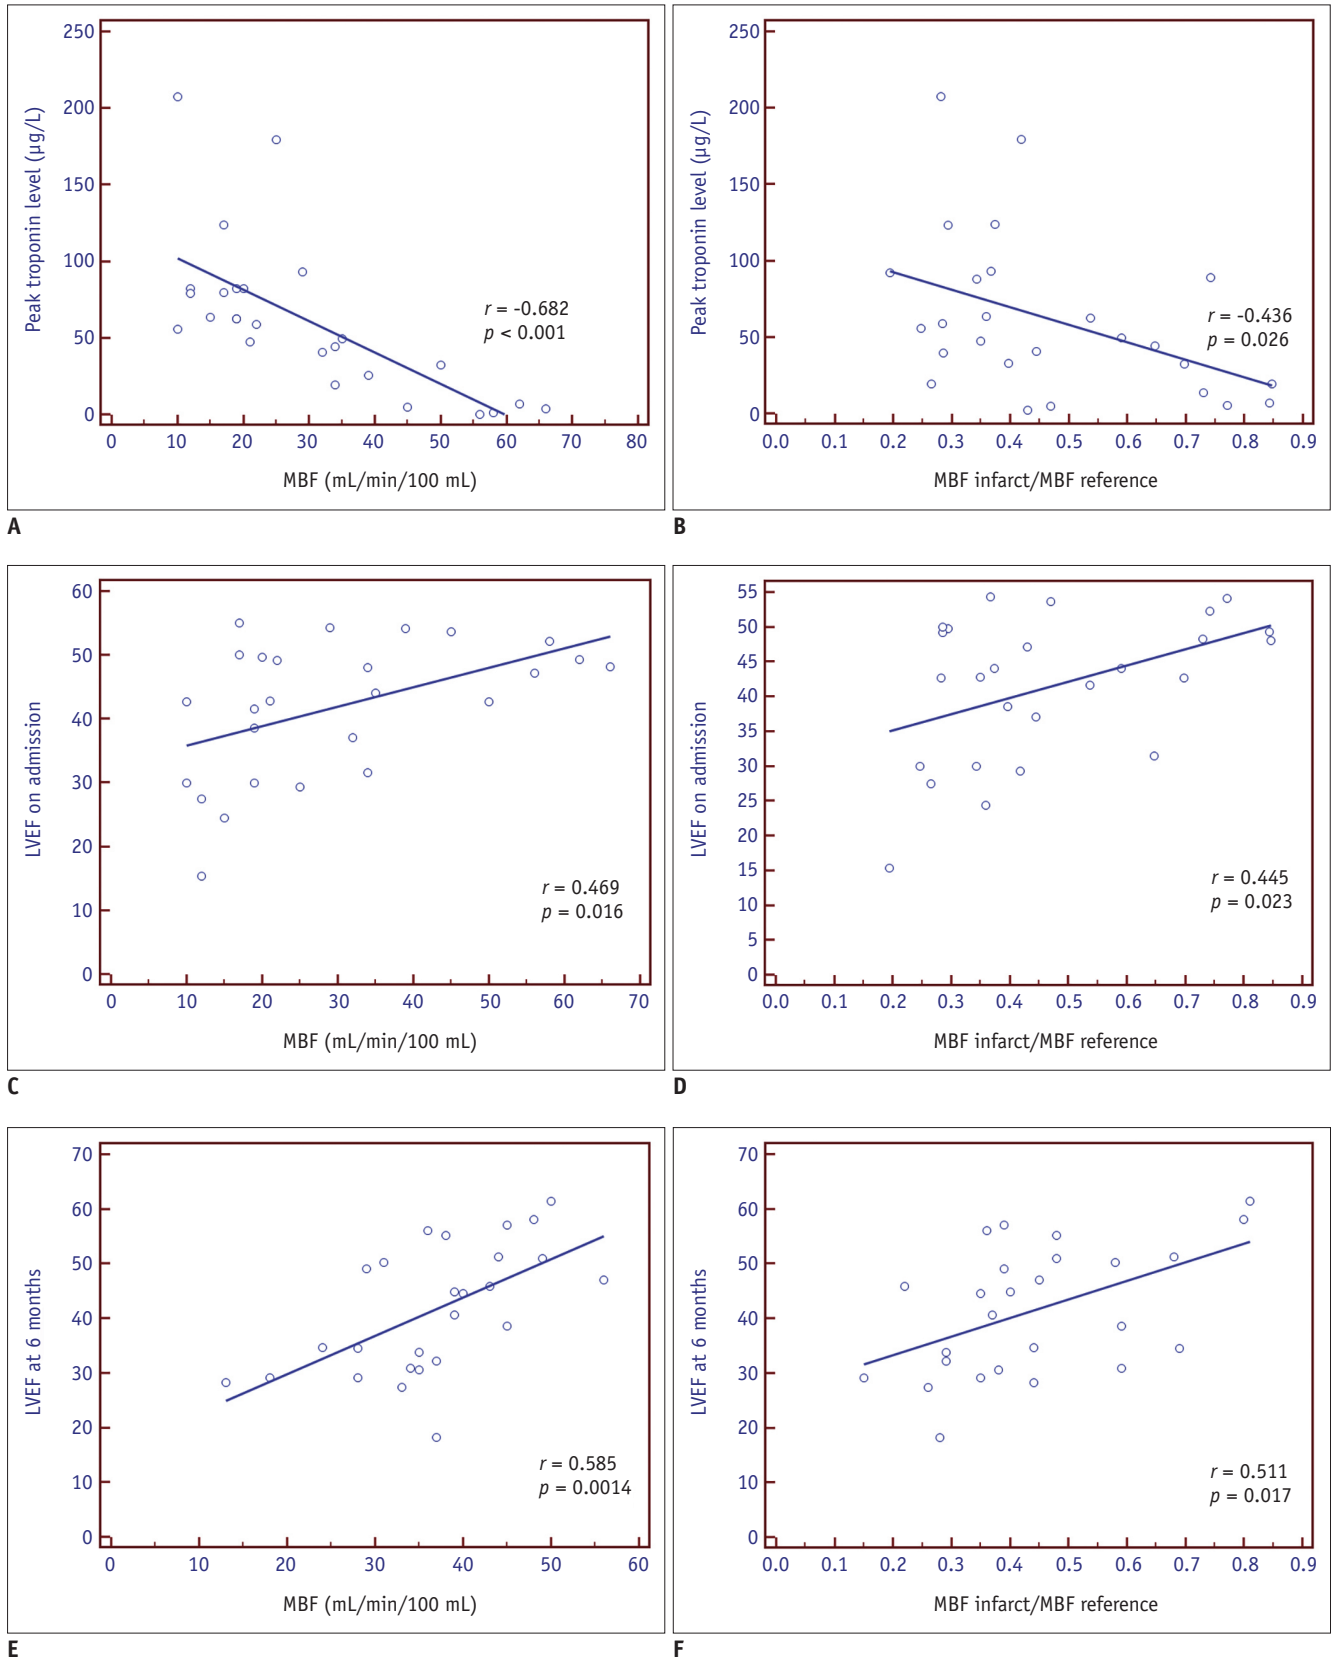 250
200
150
100
50
0
Peak troponin level (µg/L)
r = -0.682
p < 0.001
0 10 20 30 40 50 60 70 80
MBF (mL/min/100 mL)
A
250
200
150
100
50
0
Peak troponin level (µg/L)
r = -0.436
p = 0.026
0.0 0.1 0.2 0.3 0.4 0.5 0.6 0.7 0.8 0.9
MBF infarct/MBF reference
B
60
50
40
30
20
10
0
LVEF on admission
r = 0.469
p = 0.016
0 10 20 30 40 50 60 70
MBF (mL/min/100 mL)
C
55
50
45
40
35
30
25
20
15
10
5
0
LVEF on admission
r = 0.445
p = 0.023
0.0 0.1 0.2 0.3 0.4 0.5 0.6 0.7 0.8 0.9
MBF infarct/MBF reference
D
70
60
50
40
30
20
10
0
LVEF at 6 months
r = 0.585
p = 0.0014
0 10 20 30 40 50 60
MBF (mL/min/100 mL)
E
70
60
50
40
30
20
10
0
LVEF at 6 months
r = 0.511
p = 0.017
0.0 0.1 0.2 0.3 0.4 0.5 0.6 0.7 0.8 0.9
MBF infarct/MBF reference
F